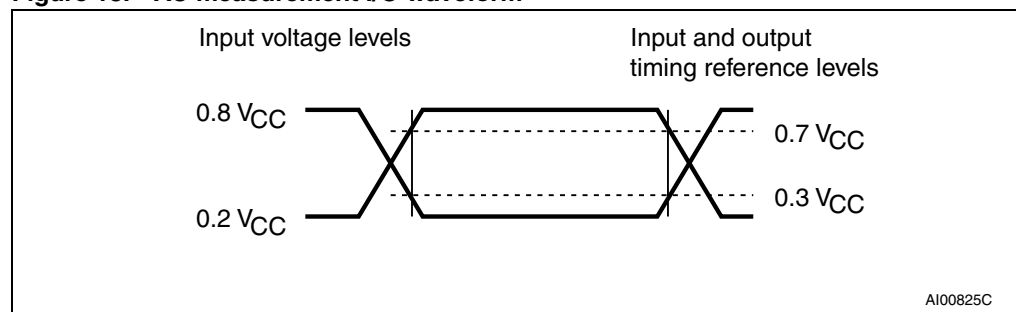 Input voltage levels
Input and output
timing reference levels
0.8 VCC
0.7 VCC
0.3 VCC
0.2 VCC
AI00825C